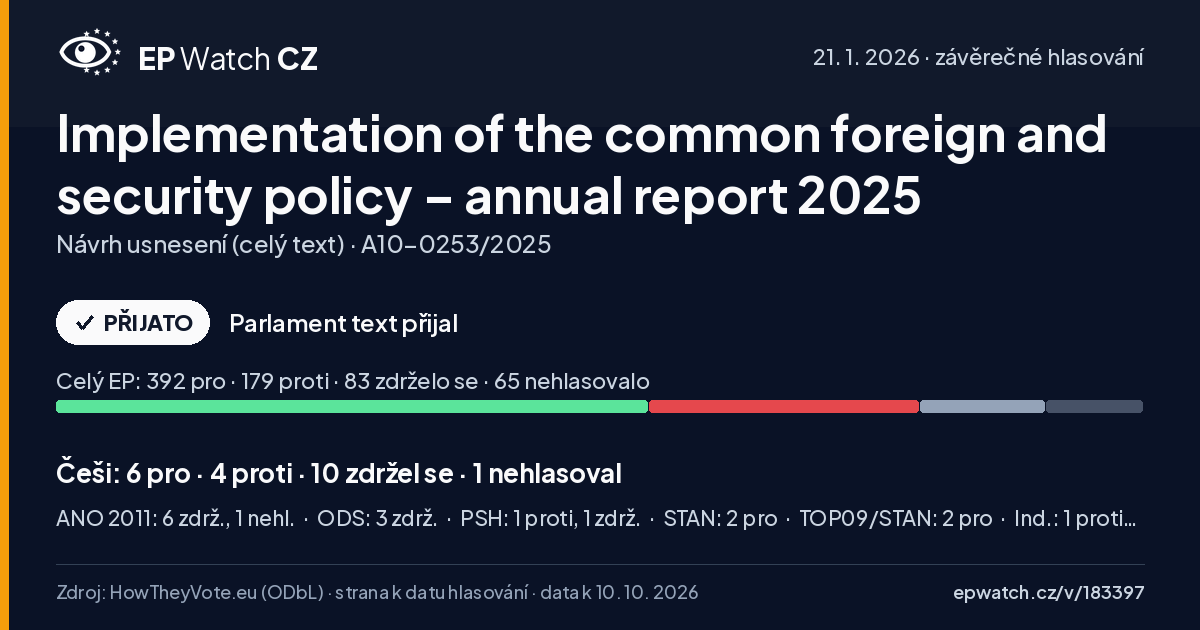 EP Watch CZ
21. 1. 2026 · závěrečné hlasování
Implementation of the common foreign and
security policy – annual report 2025
Návrh usnesení (celý text) · A10-0253/2025
✓ PŘIJATO
Parlament text přijal
Celý EP: 392 pro · 179 proti · 83 zdrželo se · 65 nehlasovalo
Češi: 6 pro · 4 proti · 10 zdržel se · 1 nehlasoval
ANO 2011: 6 zdrž., 1 nehl. · ODS: 3 zdrž. · PSH: 1 proti, 1 zdrž. · STAN: 2 pro · TOP09/STAN: 2 pro · Ind.: 1 proti…
Zdroj: HowTheyVote.eu (ODbL) · strana k datu hlasování · data k 10. 10. 2026
epwatch.cz/v/183397